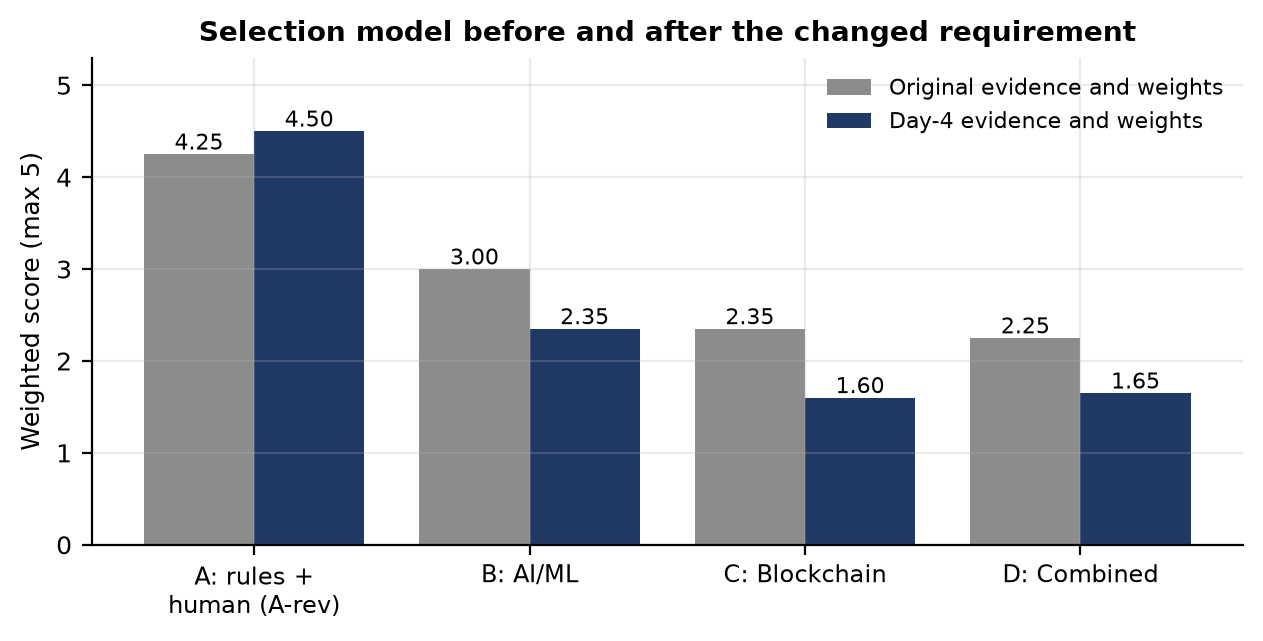 Selection model before and after the changed requirement
Original evidence and weights
Day-4 evidence and weights
Weighted score (max 5)
5
4
3
2
1
0
4.25
4.50
3.00
2.35
2.35
1.60
2.25
1.65
A: rules +
human (A-rev)
B: AI/ML
C: Blockchain
D: Combined